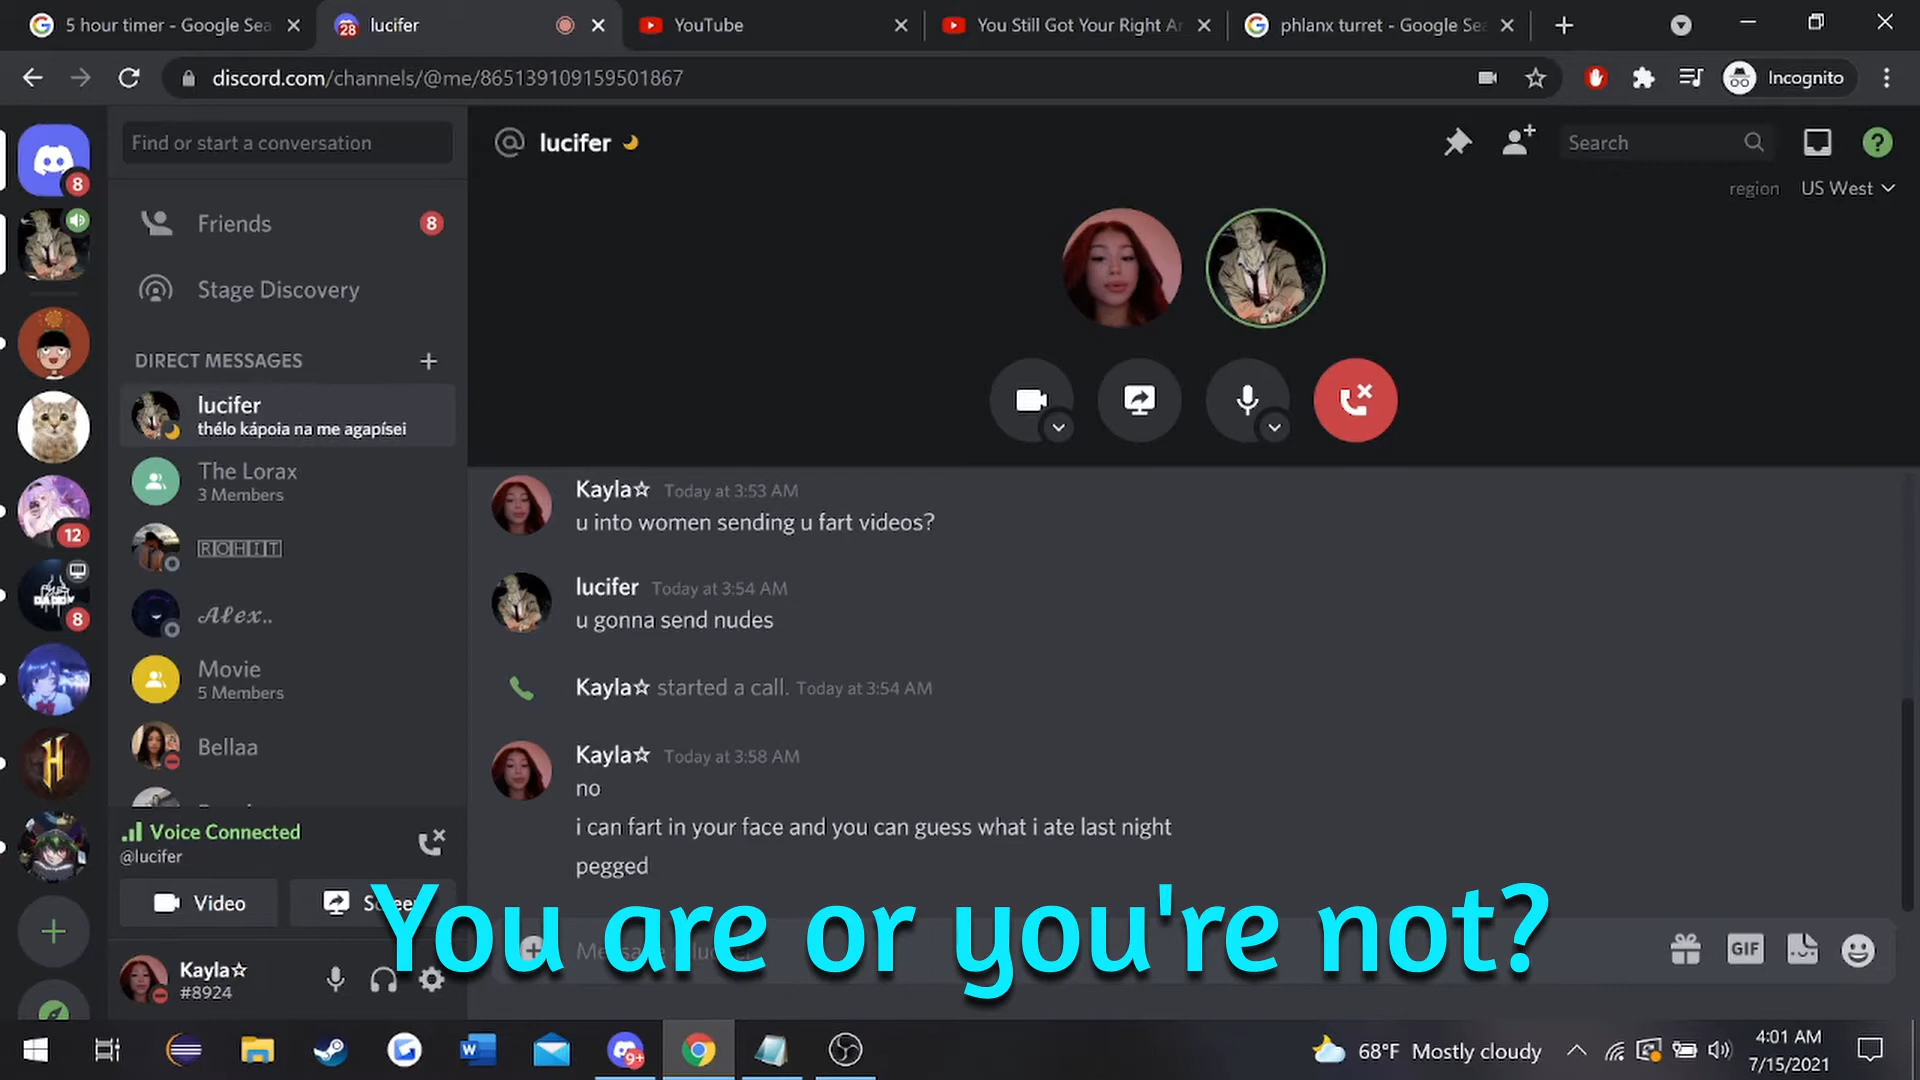 5 hour timer - Google Sea
28
lucifer
YouTube
You Still Got Your Right Ar
phlanx turret - Google Sea
discord.com/channels/@me/865139109159501867
Incognito
Find or start a conversation
lucifer
Search
region US West
8
Friends 8
Stage Discovery
DIRECT MESSAGES
lucifer
thélo kápoia na me agapísei
The Lorax
3 Members
ROHIT
Alex..
Movie
5 Members
Bellaa
12
8
Kayla☆ Today at 3:53 AM
u into women sending u fart videos?
lucifer Today at 3:54 AM
u gonna send nudes
Kayla☆ started a call. Today at 3:54 AM
Kayla☆ Today at 3:58 AM
no
i can fart in your face and you can guess what i ate last night
pegged
Voice Connected
@lucifer
Video
You are or you're not?
GIF
Kayla☆
#8924
9+
68°F Mostly cloudy
4:01 AM
7/15/2021